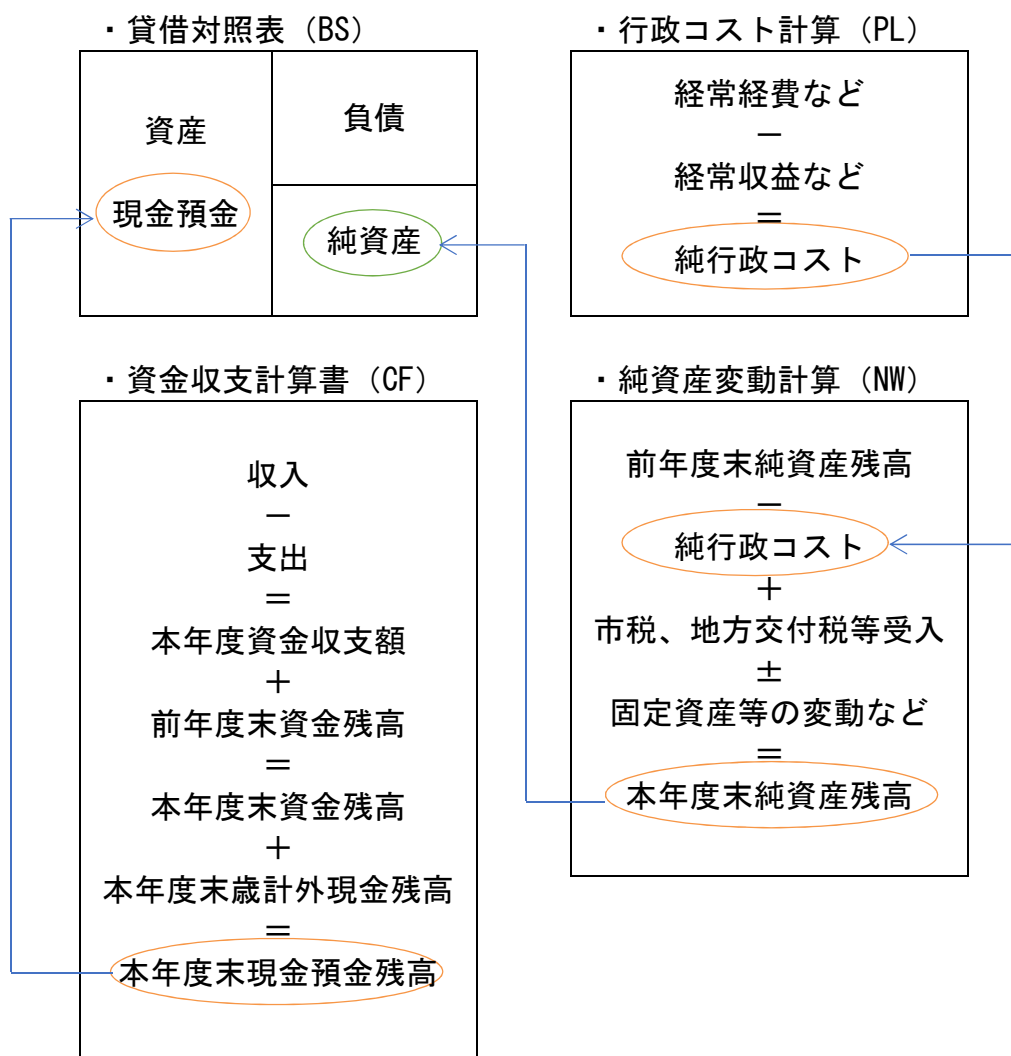 ・貸借対照表（BS）
資産
現金預金
負債
純資産
・行政コスト計算（PL）
経常経費など
－
経常収益など
＝
純行政コスト
・資金収支計算書（CF）
収入
－
支出
＝
本年度資金収支額
＋
前年度末資金残高
＝
本年度末資金残高
＋
本年度末歳計外現金残高
＝
本年度末現金預金残高
・純資産変動計算（NW）
前年度末純資産残高
－
純行政コスト
＋
市税、地方交付税等受入
±
固定資産等の変動など
＝
本年度末純資産残高